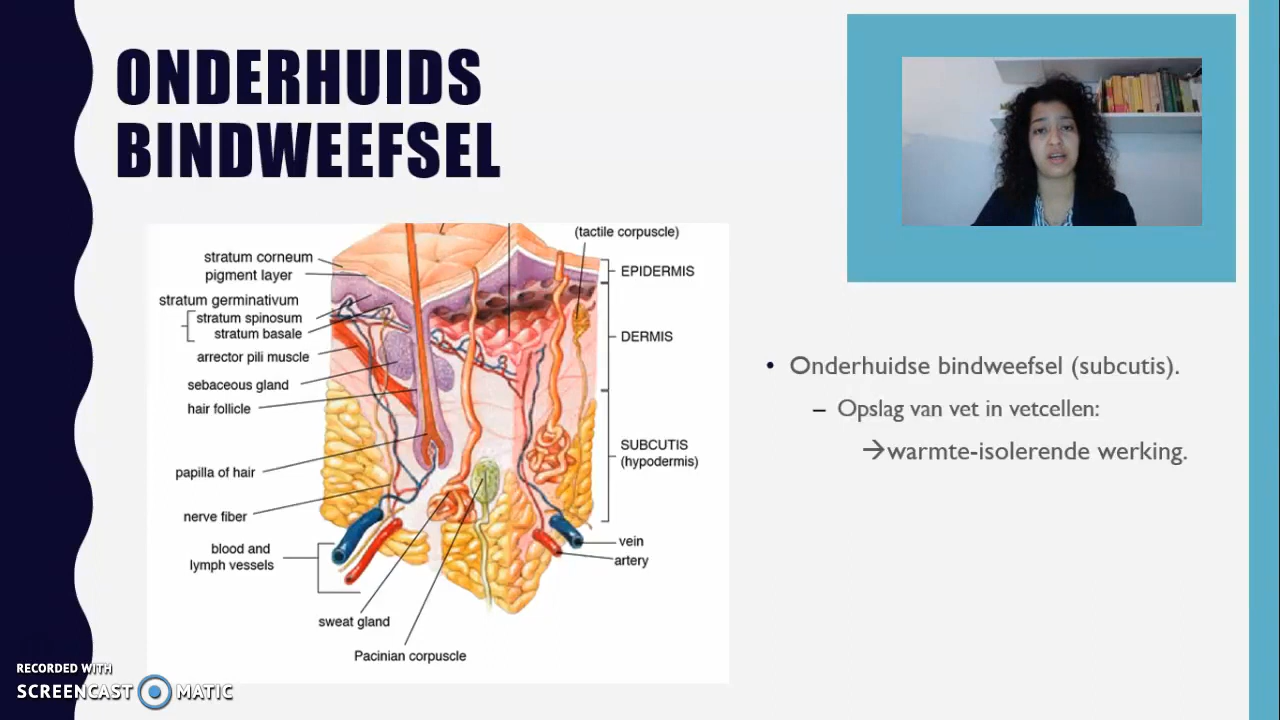 ONDERHUIDS
BINDWEEFSEL
(tactile corpuscle)
stratum corneum
pigment layer
EPIDERMIS
stratum germinativum
stratum spinosum
stratum basale
DERMIS
arrector pili muscle
sebaceous gland
hair follicle
SUBCUTIS
(hypodermis)
papilla of hair
nerve fiber
blood and
lymph vessels
vein
artery
sweat gland
Pacinian corpuscle
• Onderhuidse bindweefsel (subcutis).
– Opslag van vet in vetcellen:
→warmte-isolerende werking.
RECORDED WITH
SCREENCAST MATIC